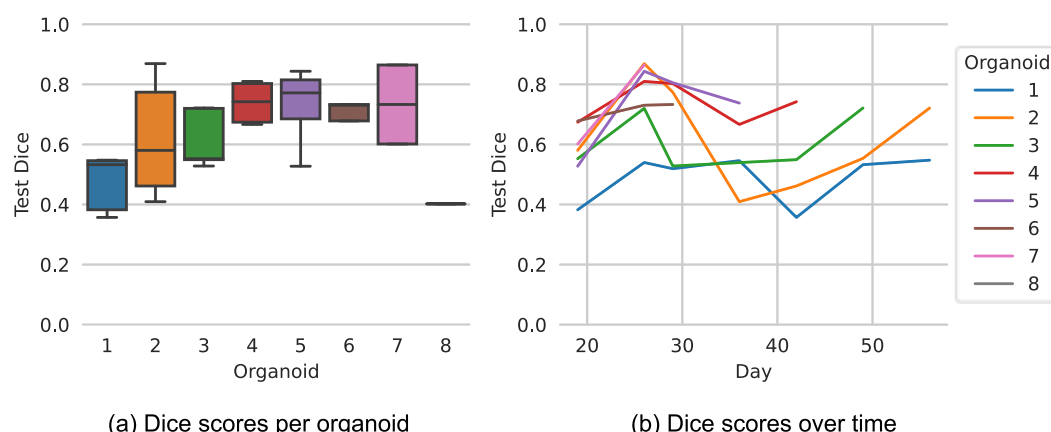 1.0
0.8
0.6
0.4
0.2
0.0
Test Dice
1 2 3 4 5 6 7 8
Organoid
(a) Dice scores per organoid
1.0
0.8
0.6
0.4
0.2
0.0
Test Dice
20 30 40 50
Day
(b) Dice scores over time
Organoid
1
2
3
4
5
6
7
8